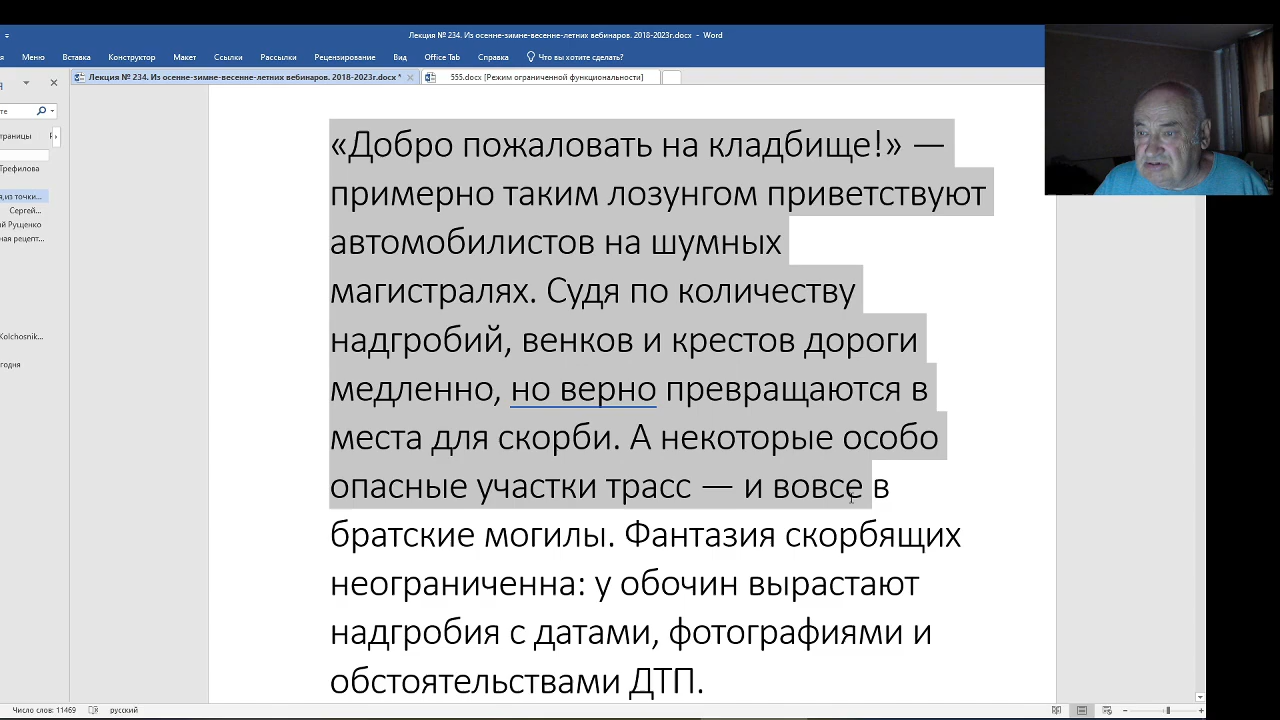 Лекция № 234. Из осенне-зимне-весенне-летних вебинаров. 2018-2023г.docx - Word
Меню Вставка Конструктор Макет Ссылки Рассылки Рецензирование Вид Office Tab Справка Что вы хотите сделать?
Лекция № 234. Из осенне-зимне-весенне-летних вебинаров. 2018-2023г.docx * 555.docx [Режим ограниченной функциональности]
Трефилова
Сергей...
Рущенко
Kolchosnik...
«Добро пожаловать на кладбище!» —
примерно таким лозунгом приветствуют
автомобилистов на шумных
магистралях. Судя по количеству
надгробий, венков и крестов дороги
медленно, но верно превращаются в
места для скорби. А некоторые особо
опасные участки трасс — и вовсе в
братские могилы. Фантазия скорбящих
неограниченна: у обочин вырастают
надгробия с датами, фотографиями и
обстоятельствами ДТП.
Число слов: 11469 русский